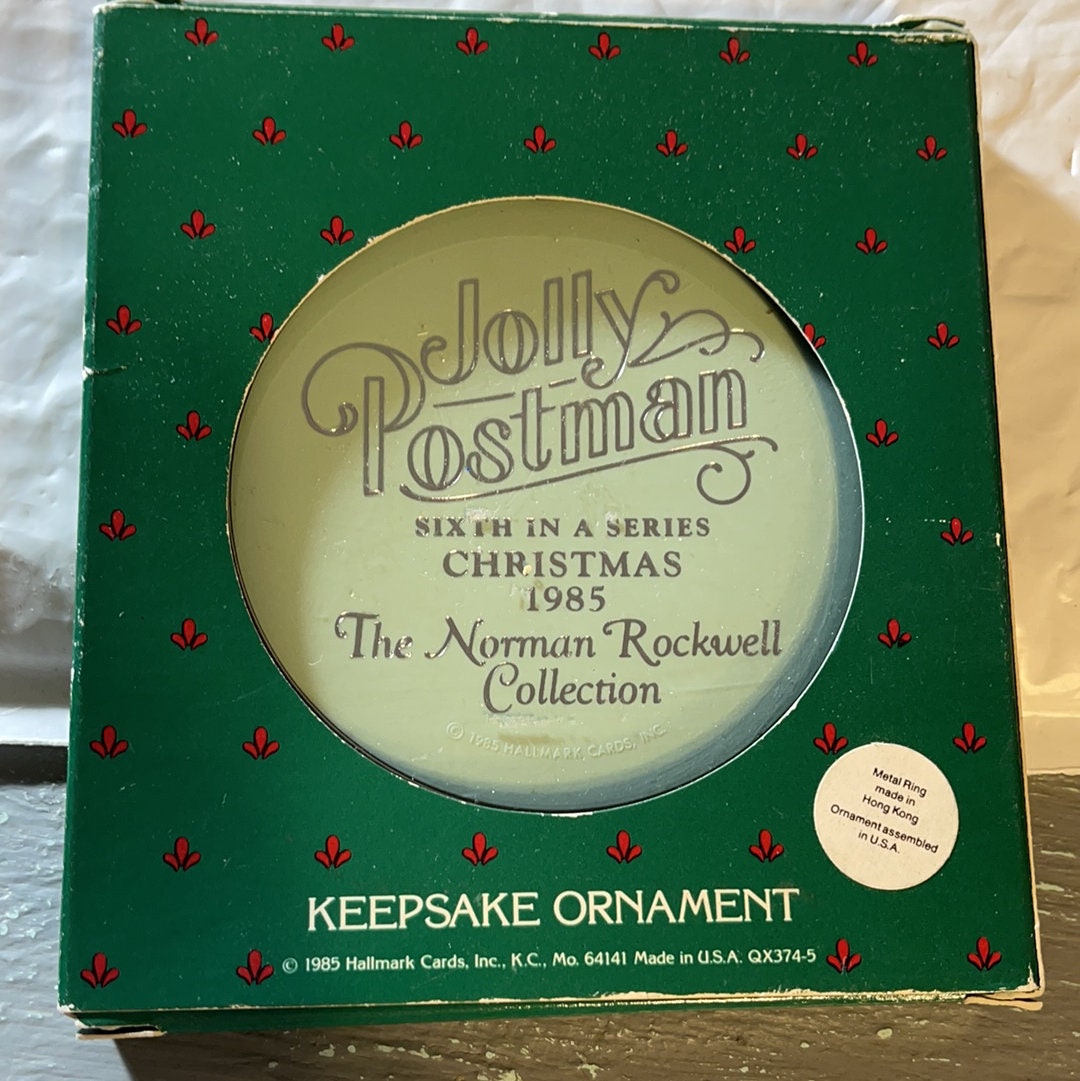 Jolly
Postman
SIXTH IN A SERIES
CHRISTMAS
1985
The Norman Rockwell
Collection
© 1985 HALLMARK CARDS, INC.
Metal Ring
made in
Hong Kong
Ornament assembled
in U.S.A.
KEEPSAKE ORNAMENT
© 1985 Hallmark Cards, Inc., K.C., Mo. 64141 Made in U.S.A. QX374-5